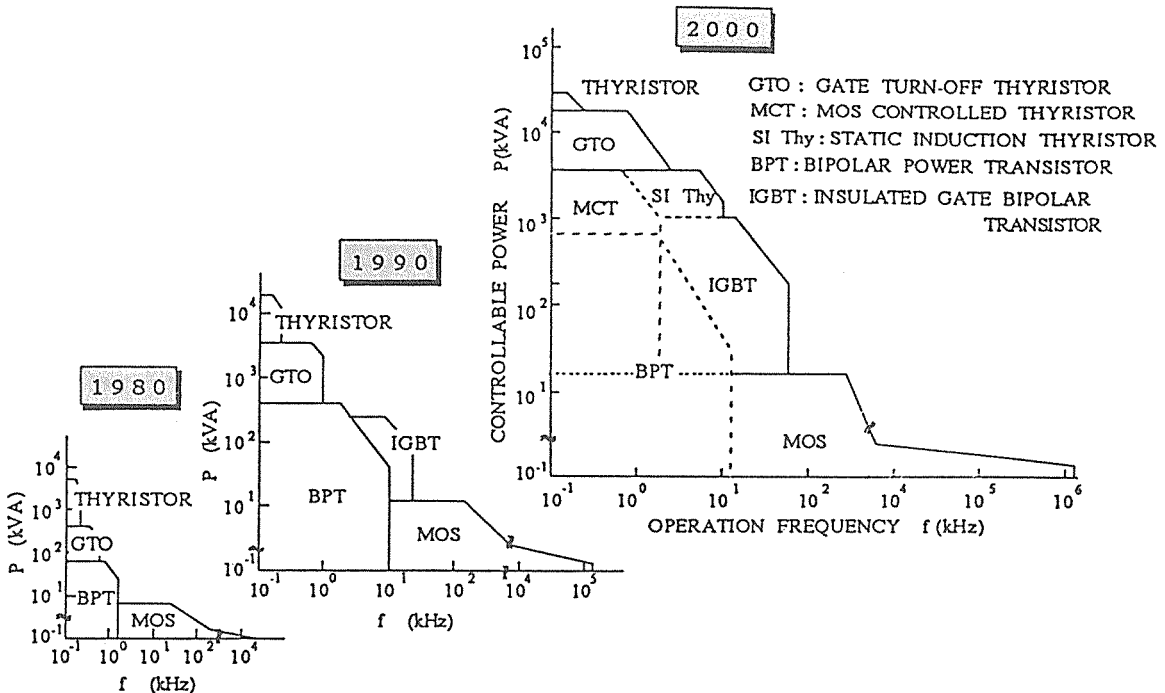 2000
10^5
10^4
10^3
10^2
10^1
10^-1
CONTROLLABLE POWER P(kVA)
THYRISTOR
GTO
MCT
SI Thy
IGBT
BPT
MOS
10^-1 10^0 10^1 10^2 10^3 10^4 10^5 10^6
OPERATION FREQUENCY f (kHz)
GTO : GATE TURN-OFF THYRISTOR
MCT : MOS CONTROLLED THYRISTOR
SI Thy : STATIC INDUCTION THYRISTOR
BPT : BIPOLAR POWER TRANSISTOR
IGBT : INSULATED GATE BIPOLAR
TRANSISTOR
1990
10^4
10^3
10^2
10^1
10^-1
P (kVA)
THYRISTOR
GTO
IGBT
BPT
MOS
10^-1 10^0 10^1 10^2 10^4 10^5
f (kHz)
1980
10^4
10^3
10^2
10^1
10^-1
P (kVA)
THYRISTOR
GTO
BPT
MOS
10^-1 10^0 10^1 10^2 10^4
f (kHz)